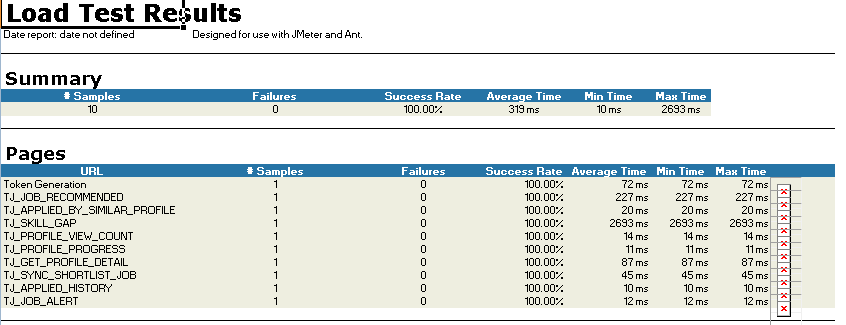 Load Test Results
Date report: date not defined Designed for use with JMeter and Ant.
Summary
# Samples Failures Success Rate Average Time Min Time Max Time
10 0 100.00% 319 ms 10 ms 2693 ms
Pages
URL # Samples Failures Success Rate Average Time Min Time Max Time
Token Generation 1 0 100.00% 72 ms 72 ms 72 ms
TJ_JOB_RECOMMENDED 1 0 100.00% 227 ms 227 ms 227 ms
TJ_APPLIED_BY_SIMILAR_PROFILE 1 0 100.00% 20 ms 20 ms 20 ms
TJ_SKILL_GAP 1 0 100.00% 2693 ms 2693 ms 2693 ms
TJ_PROFILE_VIEW_COUNT 1 0 100.00% 14 ms 14 ms 14 ms
TJ_PROFILE_PROGRESS 1 0 100.00% 11 ms 11 ms 11 ms
TJ_GET_PROFILE_DETAIL 1 0 100.00% 87 ms 87 ms 87 ms
TJ_SYNC_SHORTLIST_JOB 1 0 100.00% 45 ms 45 ms 45 ms
TJ_APPLIED_HISTORY 1 0 100.00% 10 ms 10 ms 10 ms
TJ_JOB_ALERT 1 0 100.00% 12 ms 12 ms 12 ms